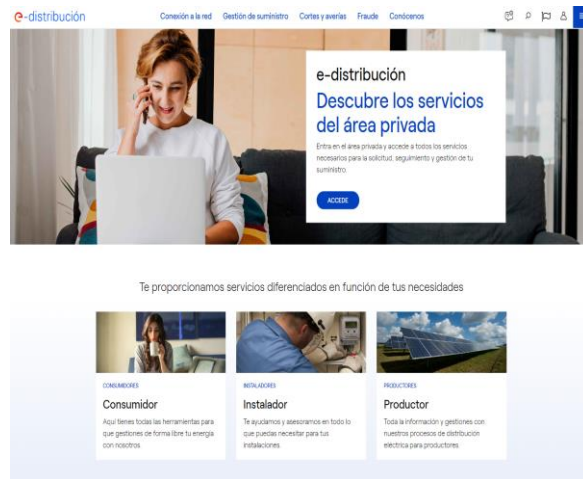 e-distribución
Conexión a la red Gestión de suministro Cortes y averías Fraude Conócenos
e-distribución
Descubre los servicios
del área privada
Entra en el área privada y accede a todos los servicios
necesarios para la solicitud, seguimiento y gestión de tu
suministro.
ACCEDE
Te proporcionamos servicios diferenciados en función de tus necesidades
CONSUMIDORES
Consumidor
Aquí tienes todas las herramientas para
que gestiones de forma libre tu energía
con nosotros
INSTALADORES
Instalador
Te ayudamos y asesoramos en todo lo
que puedas necesitar para tus
instalaciones.
PRODUCTORES
Productor
Toda la información y gestiones con
nuestros procesos de distribución
eléctrica para productores